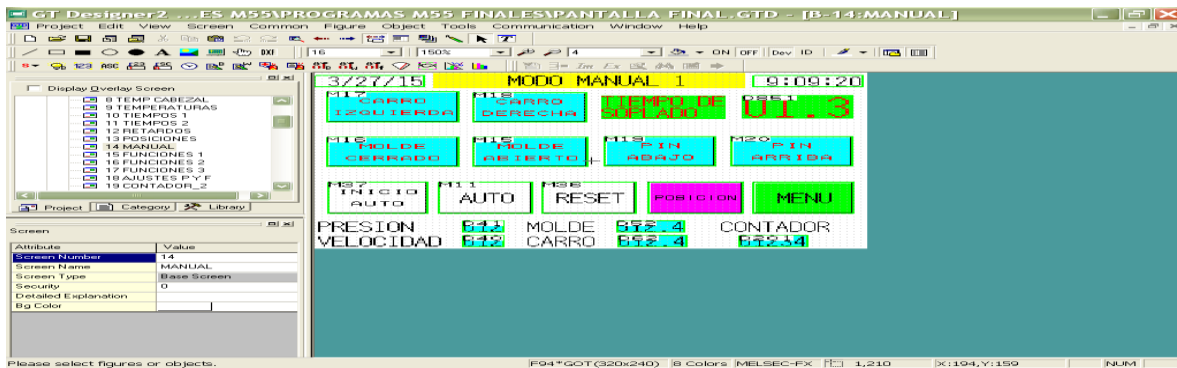 GT Designer2 ...ES M55\PROGRAMAS M55 FINALES\PANTALLA FINAL.GTD - [B-14:MANUAL]
Project Edit View Screen Common Figure Object Tools Communication Window Help
DXF 16 150% 4 ON OFF Dev ID
123 ASC
Display Overlay Screen
8 TEMP CABEZAL
9 TEMPERATURAS
10 TIEMPOS 1
11 TIEMPOS 2
12 RETARDOS
13 POSICIONES
14 MANUAL
15 FUNCIONES 1
16 FUNCIONES 2
17 FUNCIONES 3
18 AJUSTES P Y F
19 CONTADOR_2
Project Category Library
Screen
Attribute Value
Screen Number 14
Screen Name MANUAL
Screen Type Base Screen
Security 0
Detailed Explanation
Bg Color
3/27/15 MODO MANUAL 1 9:09:20
M17 CARRO IZQUIERDA
M18 CARRO DERECHA
TIEMPO DE SOPLADO
M16 MOLDE CERRADO
M15 MOLDE ABIERTO
M19 PIN ABAJO
M20 PIN ARRIBA
M37 INICIO AUTO
M11 AUTO
M36 RESET
POSICION
MENU
PRESION MOLDE CONTADOR
VELOCIDAD CARRO
Please select figures or objects. F94*GOT(320x240) 8 Colors MELSEC-FX 1,210 X:194,Y:159 NUM